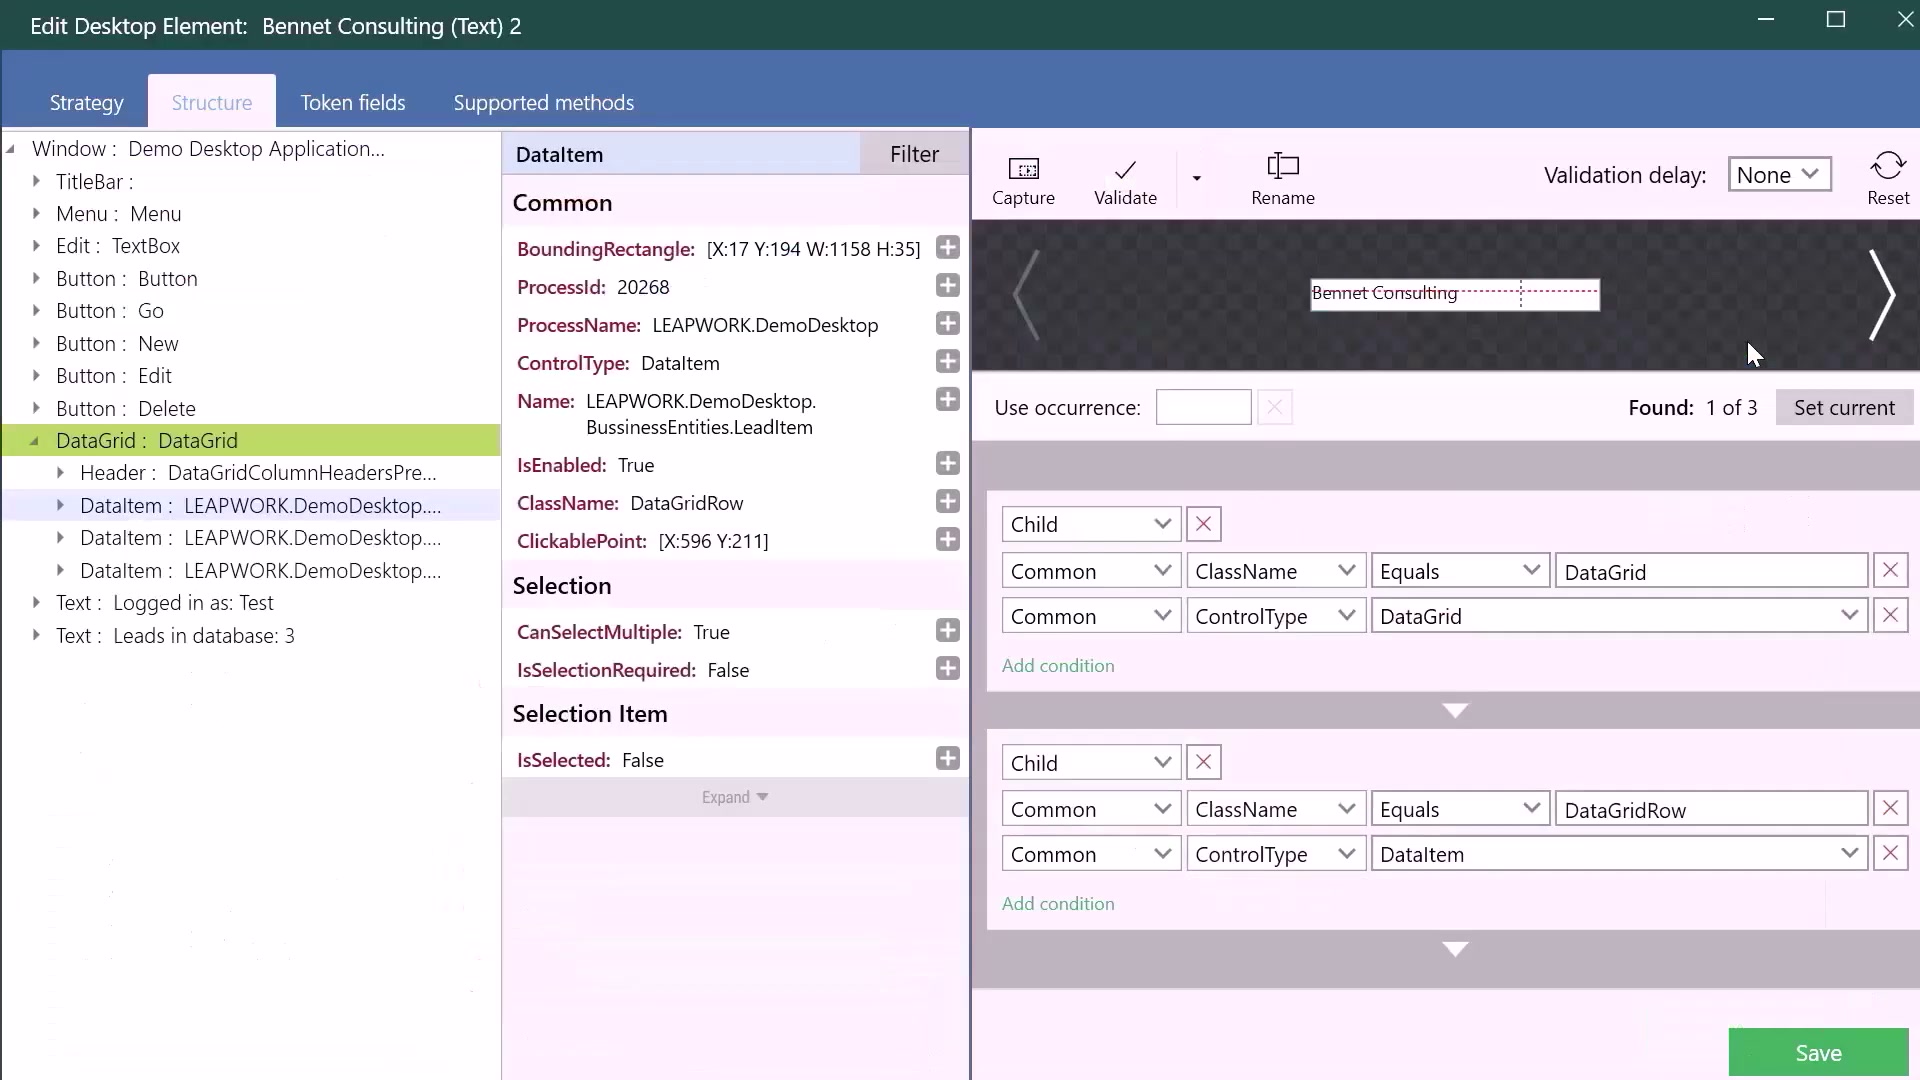 Edit Desktop Element: Bennet Consulting (Text) 2
Strategy
Structure
Token fields
Supported methods
Window : Demo Desktop Application...
TitleBar :
Menu : Menu
Edit : TextBox
Button : Button
Button : Go
Button : New
Button : Edit
Button : Delete
DataGrid : DataGrid
Header : DataGridColumnHeadersPre...
DataItem : LEAPWORK.DemoDesktop....
DataItem : LEAPWORK.DemoDesktop....
DataItem : LEAPWORK.DemoDesktop....
Text : Logged in as: Test
Text : Leads in database: 3
DataItem
Filter
Common
BoundingRectangle: [X:17 Y:194 W:1158 H:35]
ProcessId: 20268
ProcessName: LEAPWORK.DemoDesktop
ControlType: DataItem
Name: LEAPWORK.DemoDesktop.
BussinessEntities.LeadItem
IsEnabled: True
ClassName: DataGridRow
ClickablePoint: [X:596 Y:211]
Selection
CanSelectMultiple: True
IsSelectionRequired: False
Selection Item
IsSelected: False
Expand
Capture
Validate
Rename
Validation delay: None
Reset
Bennet Consulting
Use occurrence:
Found: 1 of 3
Set current
Child
Common ClassName Equals DataGrid
Common ControlType DataGrid
Add condition
Child
Common ClassName Equals DataGridRow
Common ControlType DataItem
Add condition
Save